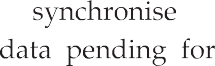 synchronise
data pending for